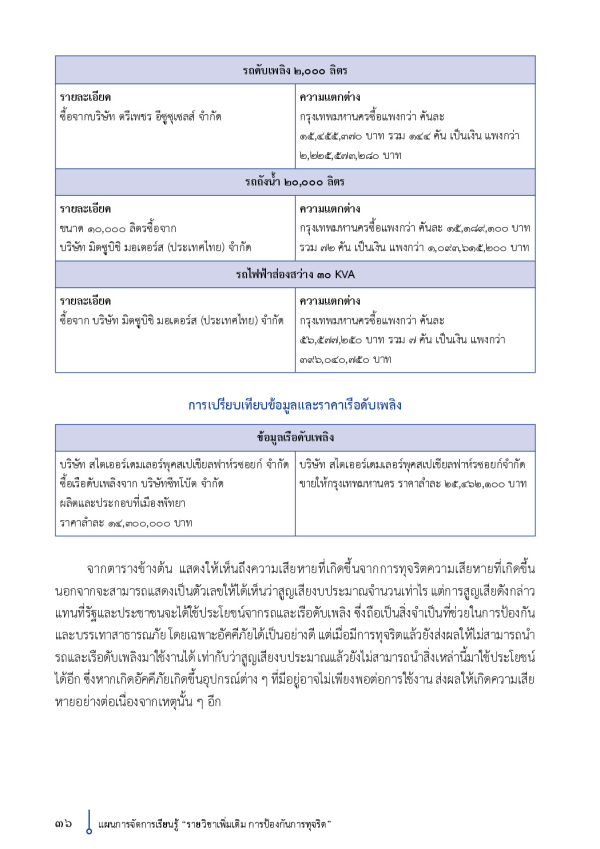 รถดับเพลิง ๒,๐๐๐ ลิตร
รายละเอียด
ซื้อจากบริษัท ตรีเพชร อีซูซุเซลส์ จำกัด
ความแตกต่าง
กรุงเทพมหานครซื้อแพงกว่า คันละ
๑๕,๔๕๕,๓๗๐ บาท รวม ๑๔๔ คัน เป็นเงิน แพงกว่า
๒,๒๒๕,๕๗๓,๒๘๐ บาท
รถถังน้ำ ๒๐,๐๐๐ ลิตร
รายละเอียด
ขนาด ๑๐,๐๐๐ ลิตรซื้อจาก
บริษัท มิตซูบิชิ มอเตอร์ส (ประเทศไทย) จำกัด
ความแตกต่าง
กรุงเทพมหานครซื้อแพงกว่า คันละ ๑๕,๑๘๙,๑๐๐ บาท
รวม ๗๒ คัน เป็นเงิน แพงกว่า ๑,๐๙๓,๖๑๕,๒๐๐ บาท
รถไฟฟ้าส่องสว่าง ๓๐ KVA
รายละเอียด
ซื้อจาก บริษัท มิตซูบิชิ มอเตอร์ส (ประเทศไทย) จำกัด
ความแตกต่าง
กรุงเทพมหานครซื้อแพงกว่า คันละ
๕๖,๕๗๗,๒๕๐ บาท รวม ๗ คัน เป็นเงิน แพงกว่า
๓๙๖,๐๔๐,๗๕๐ บาท
การเปรียบเทียบข้อมูลและราคาเรือดับเพลิง
ข้อมูลเรือดับเพลิง
บริษัท สไตเออร์เดมเลอร์พุคสเปเชียลฟาห์รซอยก์ จำกัด
ซื้อเรือดับเพลิงจาก บริษัทซีทโบ๊ต จำกัด
ผลิตและประกอบที่เมืองพัทยา
ราคาลำละ ๑๔,๓๐๐,๐๐๐ บาท
บริษัท สไตเออร์เดมเลอร์พุคสเปเชียลฟาห์รซอยก์จำกัด
ขายให้กรุงเทพมหานคร ราคาลำละ ๒๕,๔๖๒,๑๐๐ บาท
จากตารางข้างต้น แสดงให้เห็นถึงความเสียหายที่เกิดขึ้นจากการทุจริตความเสียหายที่เกิดขึ้น
นอกจากจะสามารถแสดงเป็นตัวเลขให้ได้เห็นว่าสูญเสียงบประมาณจำนวนเท่าไร แต่การสูญเสียดังกล่าว
แทนที่รัฐและประชาชนจะได้ใช้ประโยชน์จากรถและเรือดับเพลิง ซึ่งถือเป็นสิ่งจำเป็นที่ช่วยในการป้องกัน
และบรรเทาสาธารณภัย โดยเฉพาะอัคคีภัยได้เป็นอย่างดี แต่เมื่อมีการทุจริตแล้วยังส่งผลให้ไม่สามารถนำ
รถและเรือดับเพลิงมาใช้งานได้ เท่ากับว่าสูญเสียงบประมาณแล้วยังไม่สามารถนำสิ่งเหล่านี้มาใช้ประโยชน์
ได้อีก ซึ่งหากเกิดอัคคีภัยเกิดขึ้นอุปกรณ์ต่าง ๆ ที่มีอยู่อาจไม่เพียงพอต่อการใช้งาน ส่งผลให้เกิดความเสีย
หายอย่างต่อเนื่องจากเหตุนั้น ๆ อีก
๓๖
แผนการจัดการเรียนรู้ “รายวิชาเพิ่มเติม การป้องกันการทุจริต”